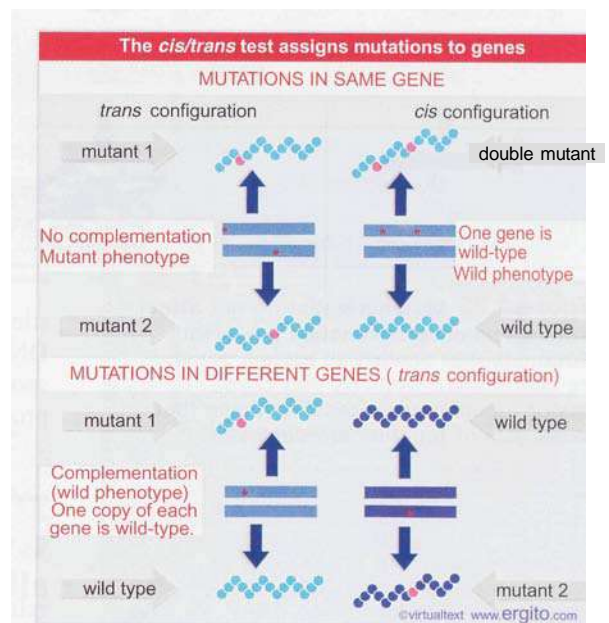 The cis/trans test assigns mutations to genes
MUTATIONS IN SAME GENE
trans configuration
cis configuration
mutant 1
double mutant
No complementation
Mutant phenotype
One gene is
wild-type
Wild phenotype
mutant 2
wild type
MUTATIONS IN DIFFERENT GENES ( trans configuration)
mutant 1
wild type
Complementation
(wild phenotype)
One copy of each
gene is wild-type.
wild type
mutant 2
©virtualtext www.ergito.com